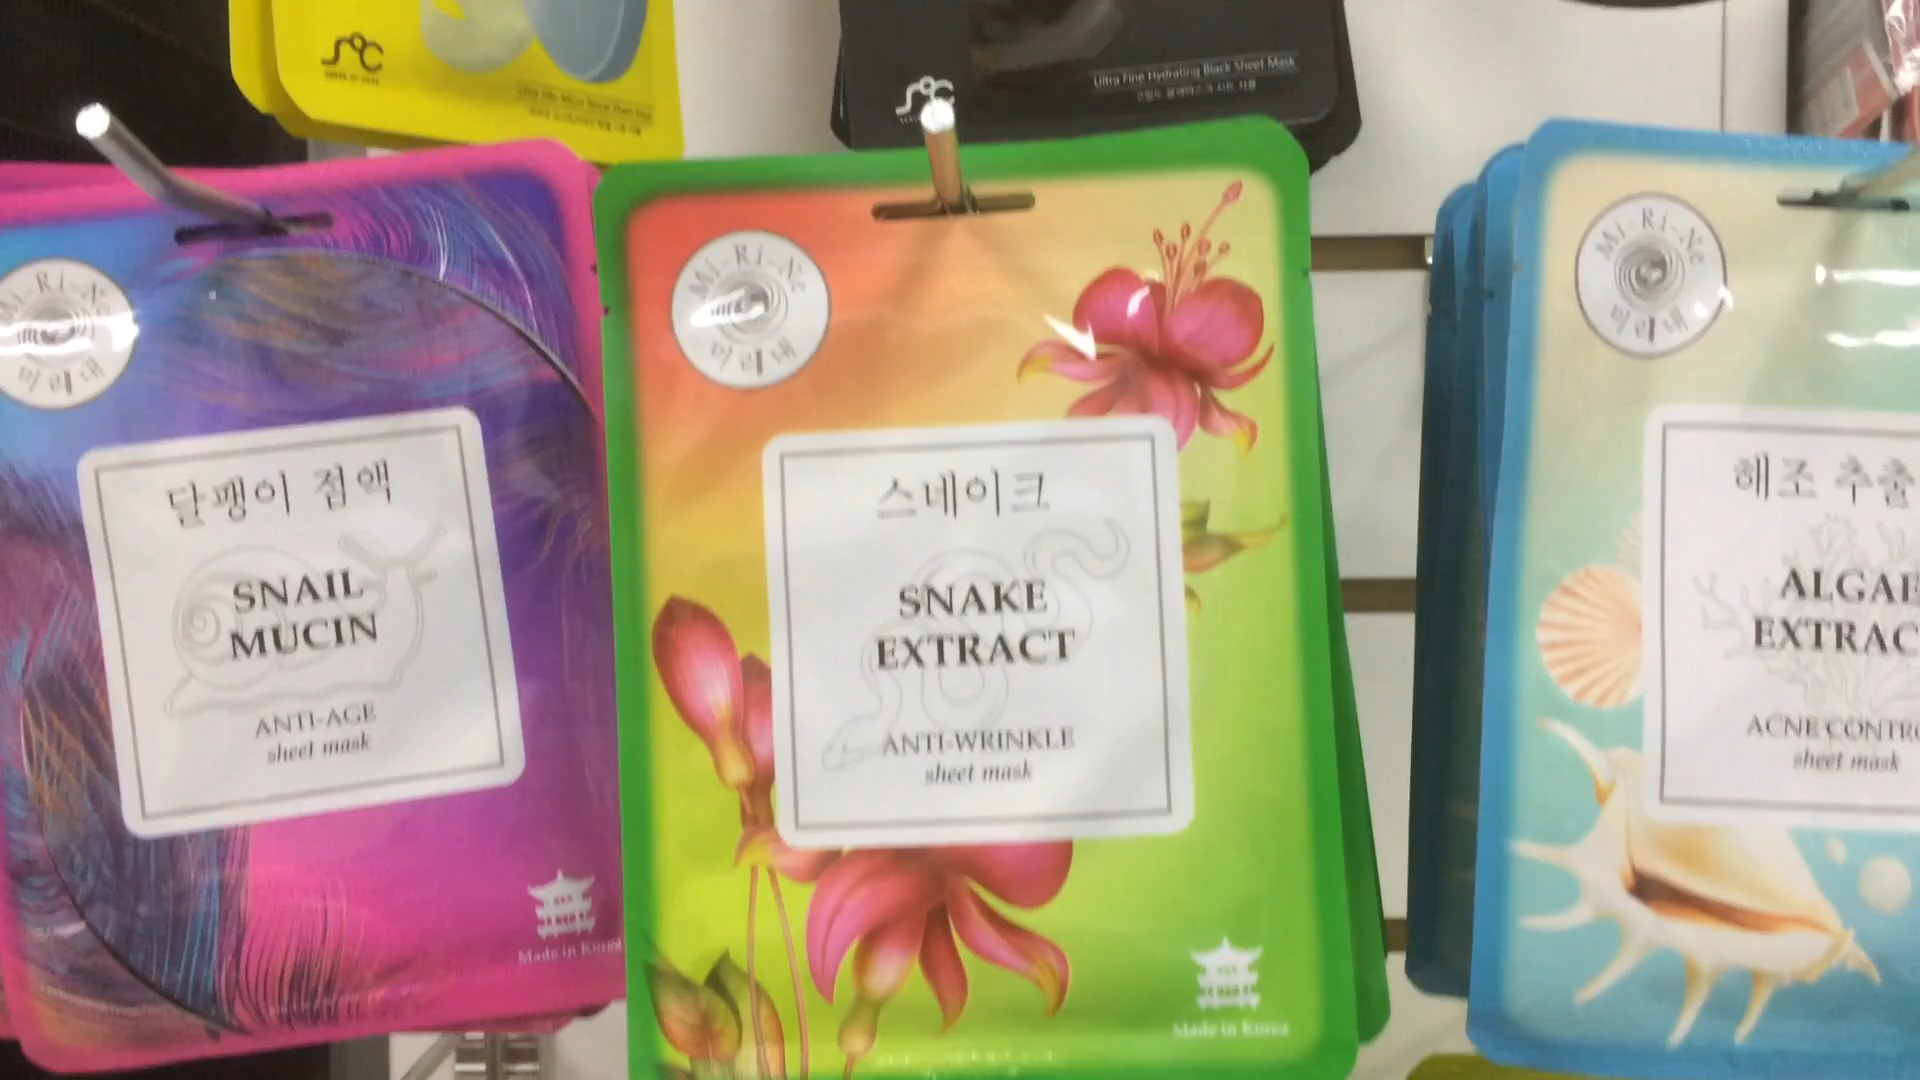 Ultra Fine Hydrating Black Sheet Mask
Mi-Ri-Ne
미리내
달팽이 점액
SNAIL
MUCIN
ANTI-AGE
sheet mask
Made in Korea
Mi-Ri-Ne
미리내
스네이크
SNAKE
EXTRACT
ANTI-WRINKLE
sheet mask
Made in Korea
Mi-Ri-Ne
미리내
해조 추출
ALGAE
EXTRAC
ACNE CONTRO
sheet mask